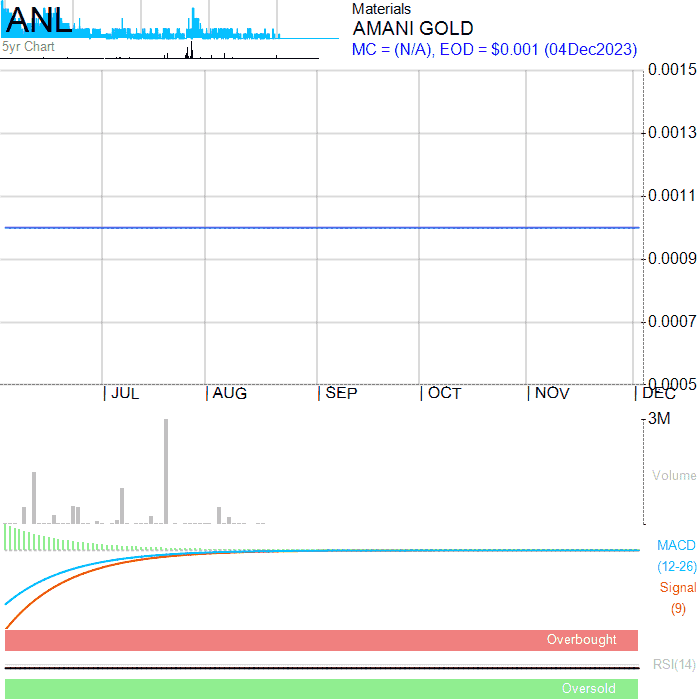 ANL
5yr Chart
Materials
AMANI GOLD
MC = (N/A), EOD = $0.001 (04Dec2023)
0.0015
0.0013
0.0011
0.0009
0.0007
0.0005
JUL AUG SEP OCT NOV DEC
3M
Volume
MACD
(12-26)
Signal
(9)
Overbought
RSI(14)
Oversold